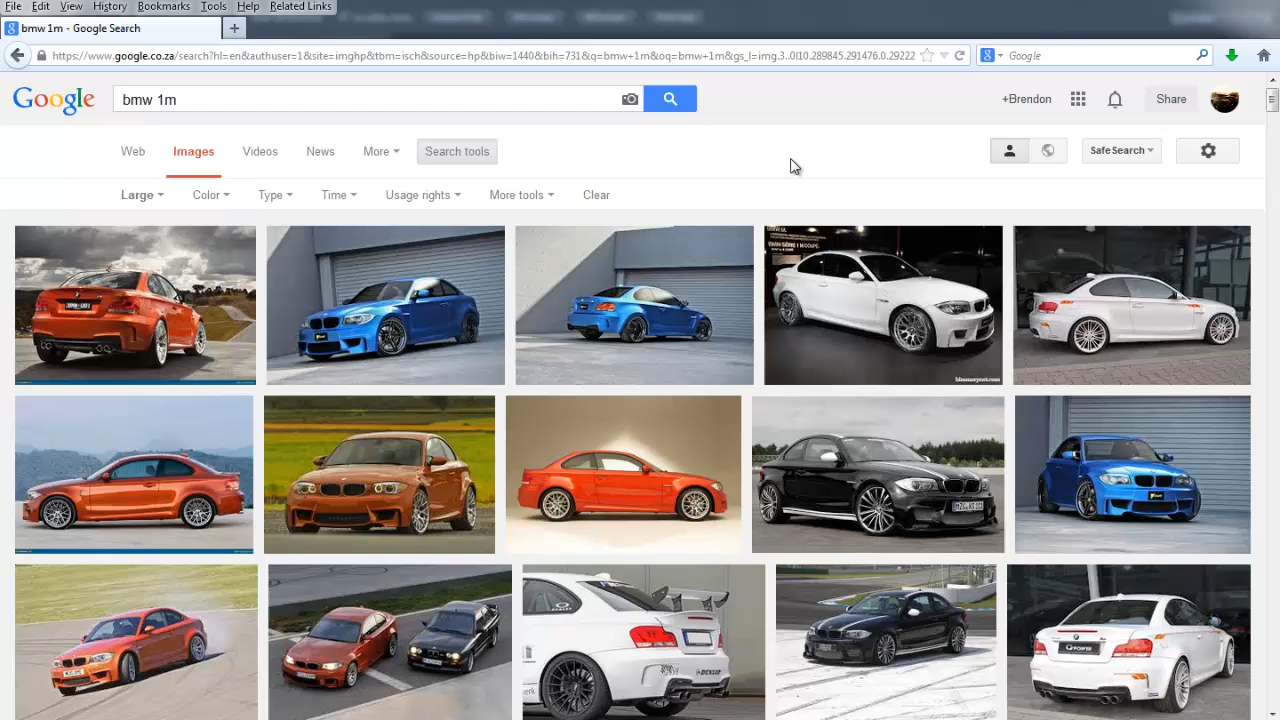 File Edit View History Bookmarks Tools Help Related Links
bmw 1m - Google Search
https://www.google.co.za/search?hl=en&authuser=1&site=imghp&tbm=isch&source=hp&biw=1440&bih=731&q=bmw+1m&oq=bmw+1m&gs_l=img.3..0l10.289845.291476.0.29222
Google
Google
bmw 1m
+Brendon
Share
Web Images Videos News More Search tools
SafeSearch
Large Color Type Time Usage rights More tools Clear
G-POWER
DUNLOP